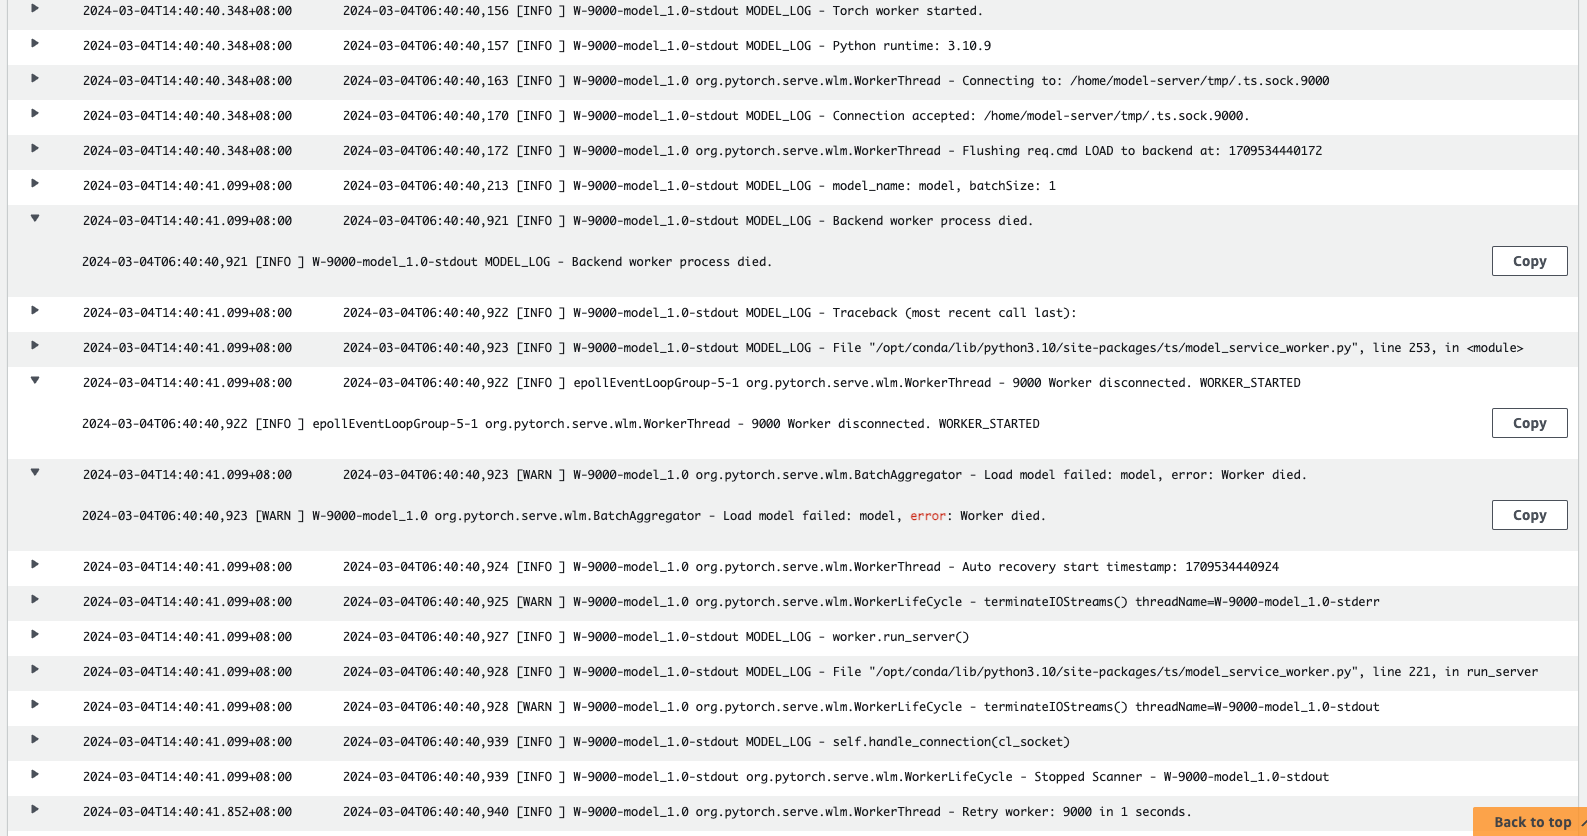 2024-03-04T14:40:40.348+08:00 2024-03-04T06:40:40,156 [INFO ] W-9000-model_1.0-stdout MODEL_LOG - Torch worker started.
2024-03-04T14:40:40.348+08:00 2024-03-04T06:40:40,157 [INFO ] W-9000-model_1.0-stdout MODEL_LOG - Python runtime: 3.10.9
2024-03-04T14:40:40.348+08:00 2024-03-04T06:40:40,163 [INFO ] W-9000-model_1.0 org.pytorch.serve.wlm.WorkerThread - Connecting to: /home/model-server/tmp/.ts.sock.9000
2024-03-04T14:40:40.348+08:00 2024-03-04T06:40:40,170 [INFO ] W-9000-model_1.0-stdout MODEL_LOG - Connection accepted: /home/model-server/tmp/.ts.sock.9000.
2024-03-04T14:40:40.348+08:00 2024-03-04T06:40:40,172 [INFO ] W-9000-model_1.0 org.pytorch.serve.wlm.WorkerThread - Flushing req.cmd LOAD to backend at: 1709534440172
2024-03-04T14:40:41.099+08:00 2024-03-04T06:40:40,213 [INFO ] W-9000-model_1.0-stdout MODEL_LOG - model_name: model, batchSize: 1
2024-03-04T14:40:41.099+08:00 2024-03-04T06:40:40,921 [INFO ] W-9000-model_1.0-stdout MODEL_LOG - Backend worker process died.
2024-03-04T06:40:40,921 [INFO ] W-9000-model_1.0-stdout MODEL_LOG - Backend worker process died. Copy
2024-03-04T14:40:41.099+08:00 2024-03-04T06:40:40,922 [INFO ] W-9000-model_1.0-stdout MODEL_LOG - Traceback (most recent call last):
2024-03-04T14:40:41.099+08:00 2024-03-04T06:40:40,923 [INFO ] W-9000-model_1.0-stdout MODEL_LOG - File "/opt/conda/lib/python3.10/site-packages/ts/model_service_worker.py", line 253, in <module>
2024-03-04T14:40:41.099+08:00 2024-03-04T06:40:40,922 [INFO ] epollEventLoopGroup-5-1 org.pytorch.serve.wlm.WorkerThread - 9000 Worker disconnected. WORKER_STARTED
2024-03-04T06:40:40,922 [INFO ] epollEventLoopGroup-5-1 org.pytorch.serve.wlm.WorkerThread - 9000 Worker disconnected. WORKER_STARTED Copy
2024-03-04T14:40:41.099+08:00 2024-03-04T06:40:40,923 [WARN ] W-9000-model_1.0 org.pytorch.serve.wlm.BatchAggregator - Load model failed: model, error: Worker died.
2024-03-04T06:40:40,923 [WARN ] W-9000-model_1.0 org.pytorch.serve.wlm.BatchAggregator - Load model failed: model, error: Worker died. Copy
2024-03-04T14:40:41.099+08:00 2024-03-04T06:40:40,924 [INFO ] W-9000-model_1.0 org.pytorch.serve.wlm.WorkerThread - Auto recovery start timestamp: 1709534440924
2024-03-04T14:40:41.099+08:00 2024-03-04T06:40:40,925 [WARN ] W-9000-model_1.0 org.pytorch.serve.wlm.WorkerLifeCycle - terminateIOStreams() threadName=W-9000-model_1.0-stderr
2024-03-04T14:40:41.099+08:00 2024-03-04T06:40:40,927 [INFO ] W-9000-model_1.0-stdout MODEL_LOG - worker.run_server()
2024-03-04T14:40:41.099+08:00 2024-03-04T06:40:40,928 [INFO ] W-9000-model_1.0-stdout MODEL_LOG - File "/opt/conda/lib/python3.10/site-packages/ts/model_service_worker.py", line 221, in run_server
2024-03-04T14:40:41.099+08:00 2024-03-04T06:40:40,928 [WARN ] W-9000-model_1.0 org.pytorch.serve.wlm.WorkerLifeCycle - terminateIOStreams() threadName=W-9000-model_1.0-stdout
2024-03-04T14:40:41.099+08:00 2024-03-04T06:40:40,939 [INFO ] W-9000-model_1.0-stdout MODEL_LOG - self.handle_connection(cl_socket)
2024-03-04T14:40:41.099+08:00 2024-03-04T06:40:40,939 [INFO ] W-9000-model_1.0-stdout org.pytorch.serve.wlm.WorkerLifeCycle - Stopped Scanner - W-9000-model_1.0-stdout
2024-03-04T14:40:41.852+08:00 2024-03-04T06:40:40,940 [INFO ] W-9000-model_1.0 org.pytorch.serve.wlm.WorkerThread - Retry worker: 9000 in 1 seconds.
Back to top